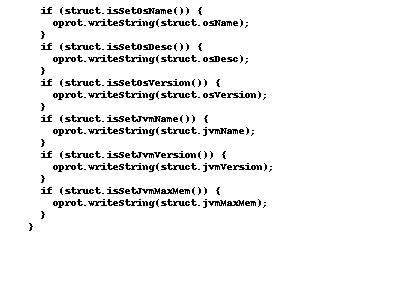 if (struct.isSetOsName()) {
oprot.writeString(struct.osName);
}
if (struct.isSetOsDesc()) {
oprot.writeString(struct.osDesc);
}
if (struct.isSetOsVersion()) {
oprot.writeString(struct.osVersion);
}
if (struct.isSetJvmName()) {
oprot.writeString(struct.jvmName);
}
if (struct.isSetJvmVersion()) {
oprot.writeString(struct.jvmVersion);
}
if (struct.isSetJvmMaxMem()) {
oprot.writeString(struct.jvmMaxMem);
}
}